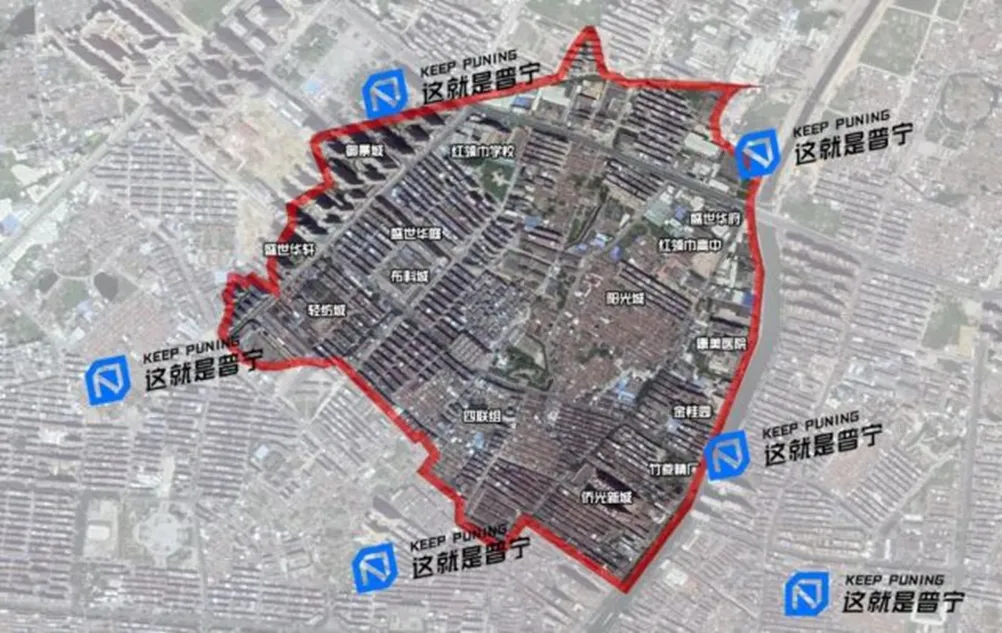 KEEP PUNING
这就是普宁
KEEP PUNING
这就是普宁
御景城
红领巾学校
盛世华府
盛世华庭
红领巾高中
盛世华轩
布料城
阳光城
轻纺城
康美医院
KEEP PUNING
这就是普宁
金桂园
四联组
KEEP PUNING
这就是普宁
侨光新城
KEEP PUNING
这就是普宁
KEEP PUNING
这就是普宁